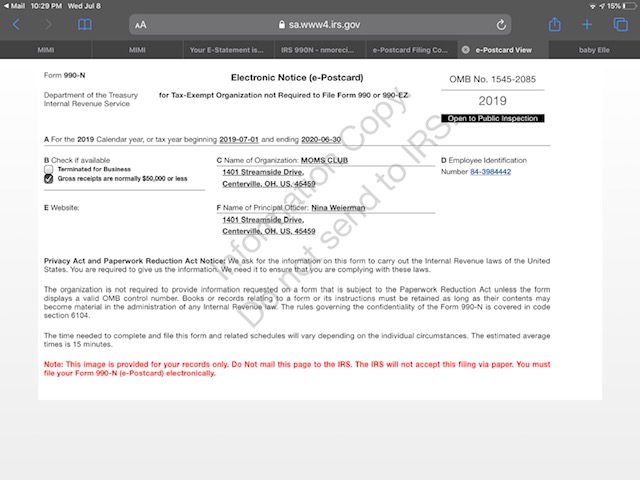 Mail 10:29 PM Wed Jul 8
15%
AA
sa.www4.irs.gov
MIMI
MIMI
Your E-Statement is...
IRS 990N - nmoreci...
e-Postcard Filing Co...
e-Postcard View
baby Elle
Form 990-N
Electronic Notice (e-Postcard)
OMB No. 1545-2085
Department of the Treasury
Internal Revenue Service
for Tax-Exempt Organization not Required to File Form 990 or 990-EZ
2019
Open to Public Inspection
A For the 2019 Calendar year, or tax year beginning 2019-07-01 and ending 2020-06-30
B Check if available
Terminated for Business
Gross receipts are normally $50,000 or less
C Name of Organization: MOMS CLUB
1401 Streamside Drive,
Centerville, OH, US, 45459
D Employee Identification
Number 84-3984442
E Website:
F Name of Principal Officer: Nina Weierman
1401 Streamside Drive,
Centerville, OH, US, 45459
Privacy Act and Paperwork Reduction Act Notice: We ask for the information on this form to carry out the Internal Revenue laws of the United
States. You are required to give us the information. We need it to ensure that you are complying with these laws.
The organization is not required to provide information requested on a form that is subject to the Paperwork Reduction Act unless the form
displays a valid OMB control number. Books or records relating to a form or its instructions must be retained as long as their contents may
become material in the administration of any Internal Revenue law. The rules governing the confidentiality of the Form 990-N is covered in code
section 6104.
The time needed to complete and file this form and related schedules will vary depending on the individual circumstances. The estimated average
times is 15 minutes.
Note: This image is provided for your records only. Do Not mail this page to the IRS. The IRS will not accept this filing via paper. You must
file your Form 990-N (e-Postcard) electronically.
Information Copy
Do not send to IRS.